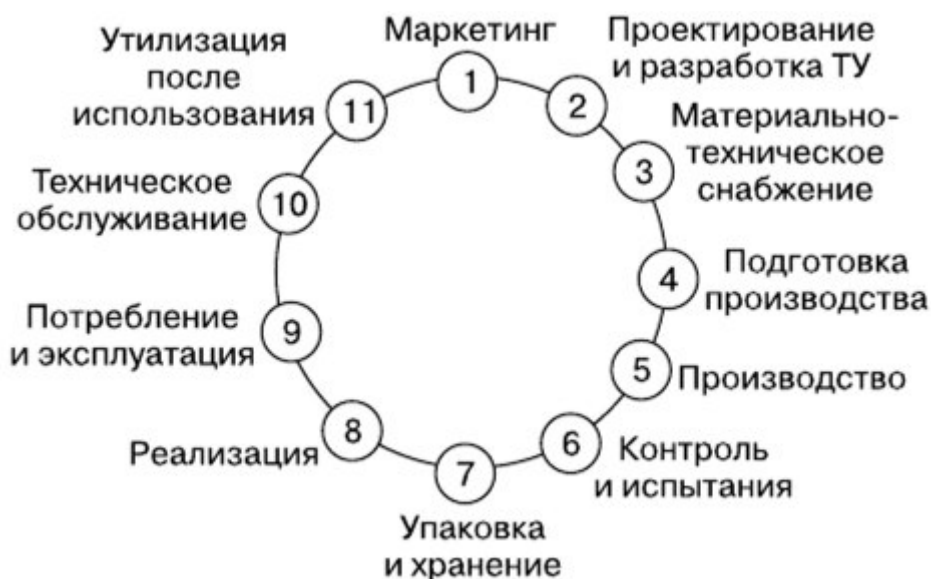 Маркетинг
1
Проектирование
и разработка ТУ
2
Материально-
техническое
снабжение
3
Подготовка
производства
4
Производство
5
Контроль
и испытания
6
Упаковка
и хранение
7
Реализация
8
Потребление
и эксплуатация
9
Техническое
обслуживание
10
Утилизация
после
использования
11